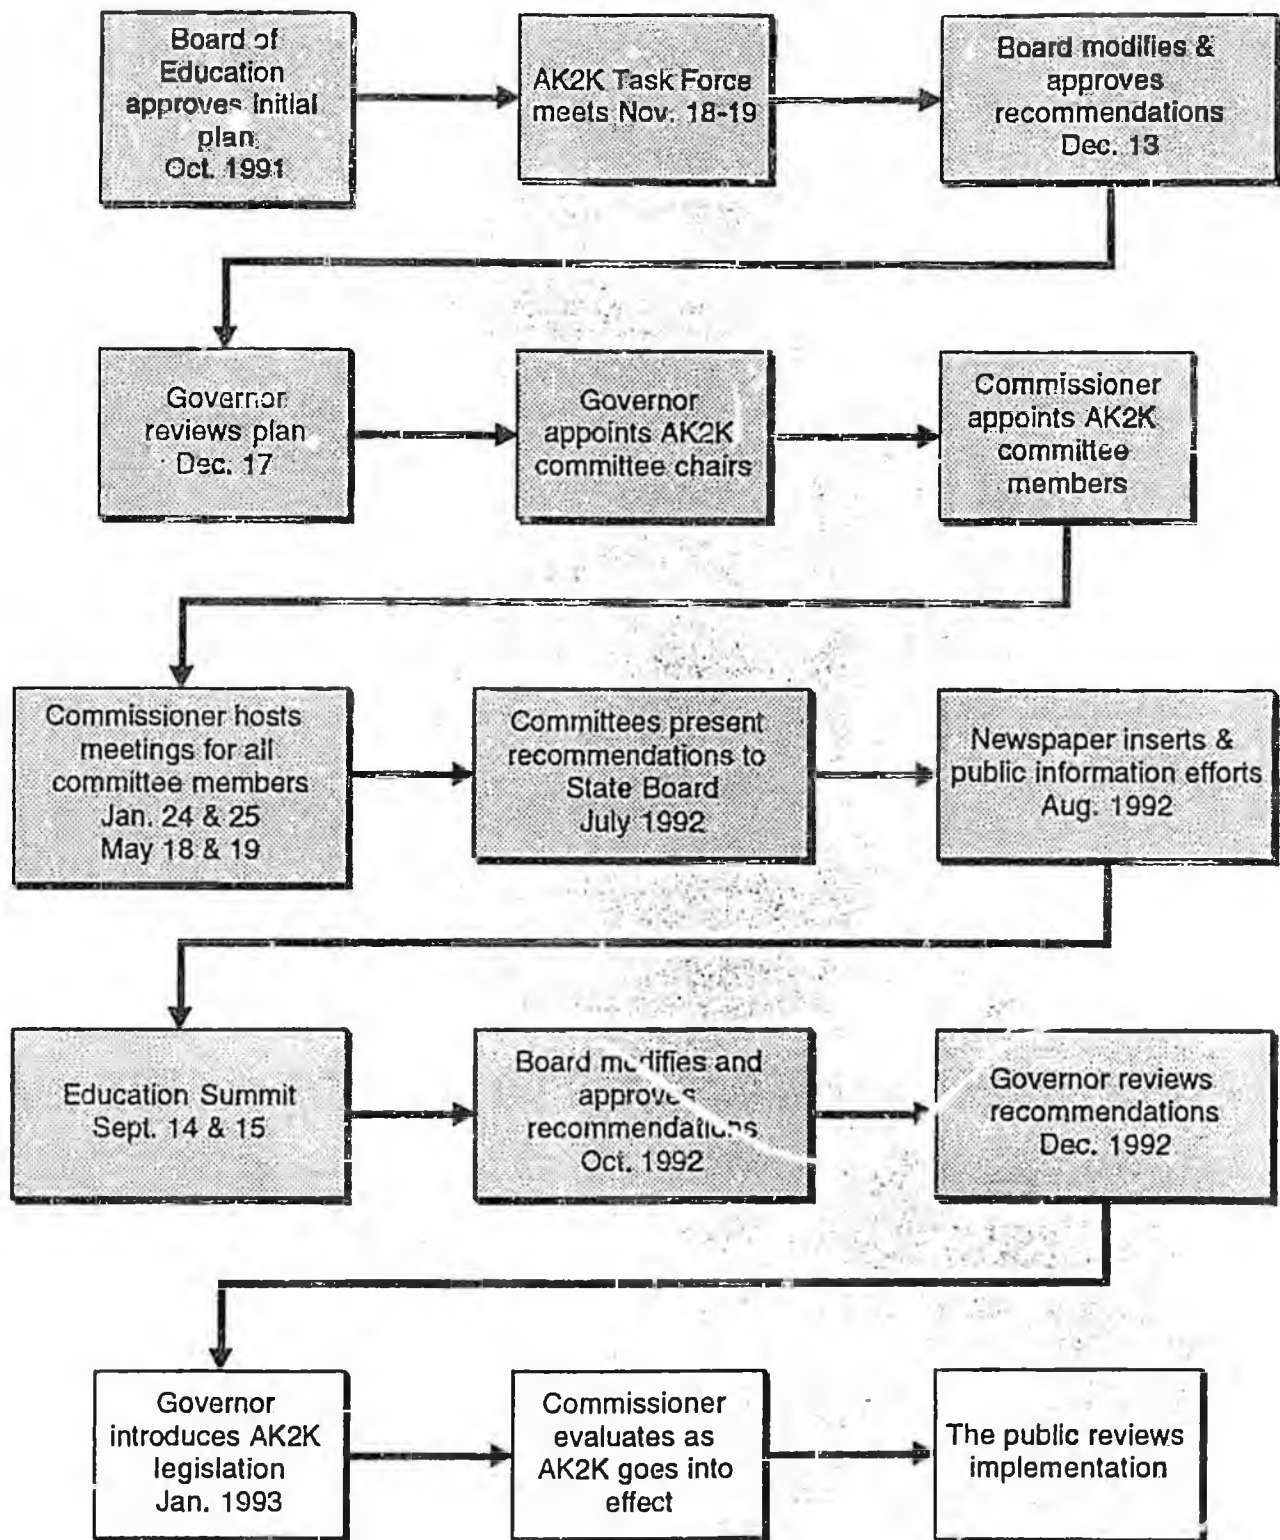 Board of
Education
approves initial
plan
Oct. 1991
AK2K Task Force
meets Nov. 18-19
Board modifies &
approves
recommendations
Dec. 13
Governor
reviews plan
Dec. 17
Governor
appoints AK2K
committee chairs
Commissioner
appoints AK2K
committee
members
Commissioner hosts
meetings for all
committee members
Jan. 24 & 25
May 18 & 19
Committees present
recommendations to
State Board
July 1992
Newspaper inserts &
public information efforts
Aug. 1992
Education Summit
Sept. 14 & 15
Board modifies and
approves
recommendations
Oct. 1992
Governor reviews
recommendations
Dec. 1992
Governor
introduces AK2K
legislation
Jan. 1993
Commissioner
evaluates as
AK2K goes into
effect
The public reviews
implementation